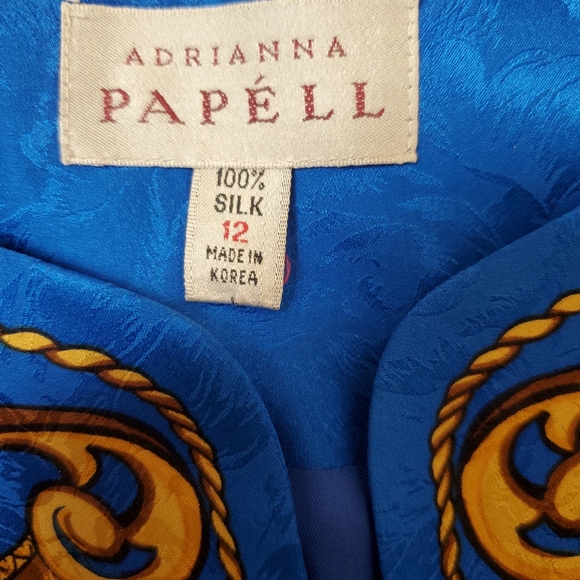 ADRIANNA
PAPÉLL
100%
SILK
12
MADE IN
KOREA